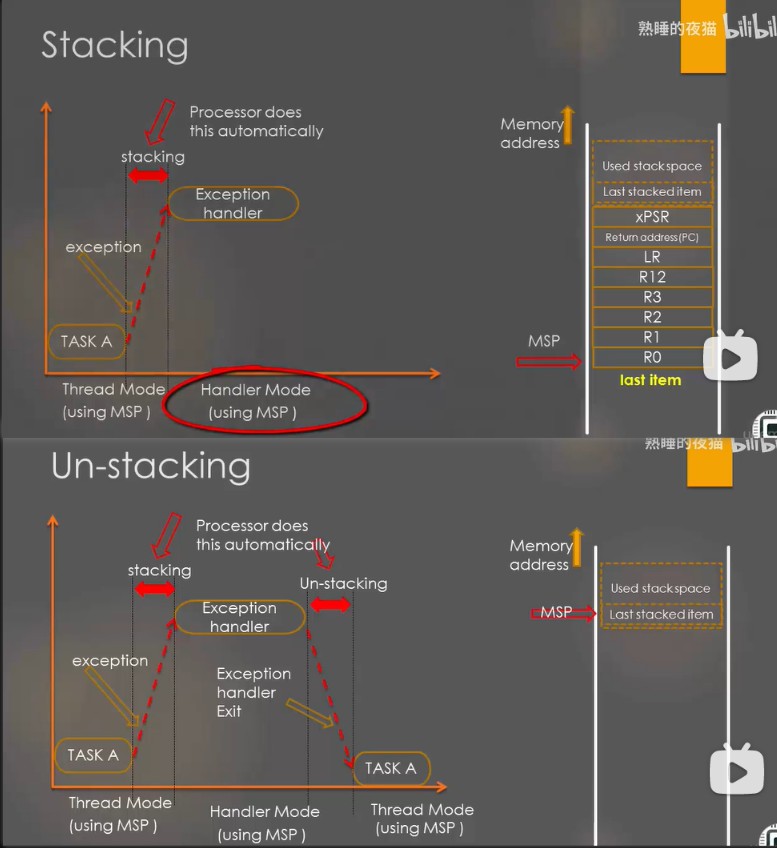 Stacking
熟睡的夜猫 bilibil
Processor does
this automatically
stacking
Exception
handler
exception
TASK A
Thread Mode
(using MSP )
Handler Mode
(using MSP )
Memory
address
Used stack space
Last stacked item
xPSR
Return address(PC)
LR
R12
R3
R2
R1
R0
MSP
last item
Un-stacking
熟睡的夜猫 bilibi
Processor does
this automatically
stacking
Un-stacking
Exception
handler
exception
Exception
handler
Exit
TASK A
TASK A
Thread Mode
(using MSP )
Handler Mode
(using MSP )
Thread Mode
(using MSP )
Memory
address
Used stack space
MSP
Last stacked item